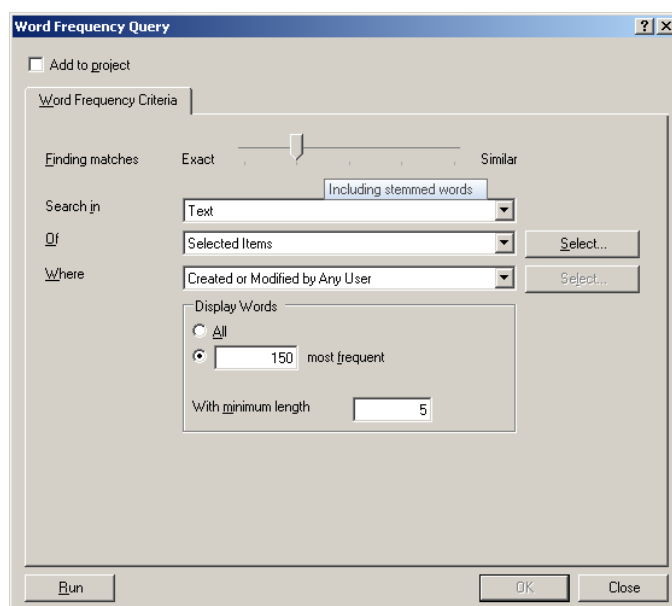 Word Frequency Query
Add to project
Word Frequency Criteria
Finding matches Exact Similar
Including stemmed words
Search in Text
Of Selected Items Select...
Where Created or Modified by Any User Select...
Display Words
All
150 most frequent
With minimum length 5
Run OK Close